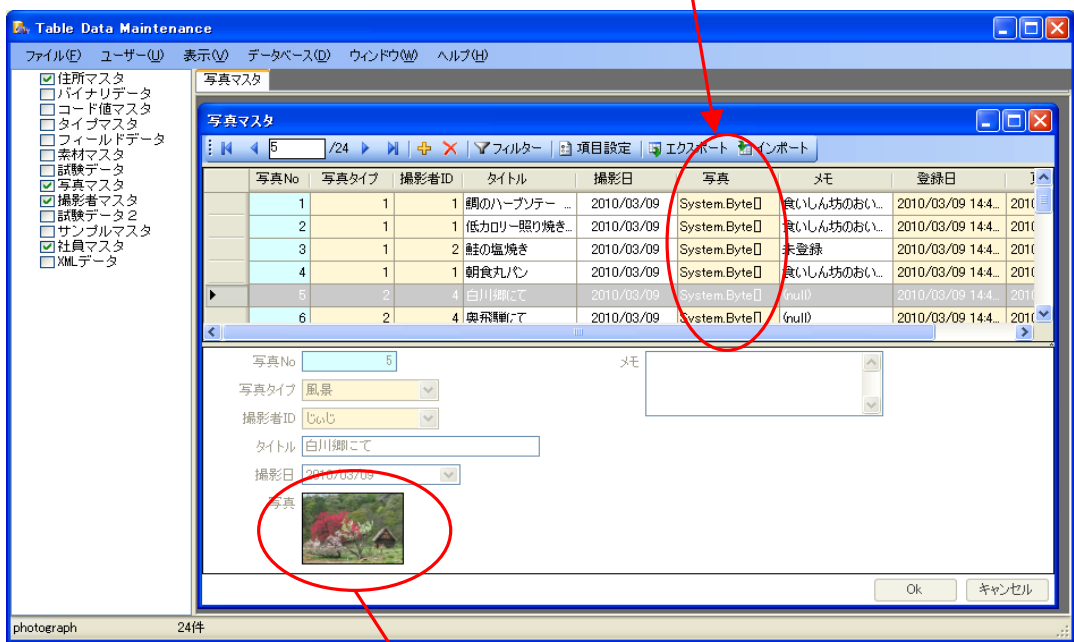 Table Data Maintenance
ファイル(F) ユーザー(U) 表示(V) データベース(D) ウィンドウ(W) ヘルプ(H)
住所マスタ
バイナリデータ
コード値マスタ
タイプマスタ
フィールドデータ
素材マスタ
試験データ
写真マスタ
撮影者マスタ
試験データ2
サンプルマスタ
社員マスタ
XMLデータ
写真マスタ
写真マスタ
5 /24 フィルター 項目設定 エクスポート インポート
写真No 写真タイプ 撮影者ID タイトル 撮影日 写真 メモ 登録日
1 1 1 鯛のハーブソテー ... 2010/03/09 System.Byte[] 食いしん坊のおい... 2010/03/09 14:4... 201
2 1 1 低カロリー照り焼き... 2010/03/09 System.Byte[] 食いしん坊のおい... 2010/03/09 14:4... 201
3 1 2 鮭の塩焼き 2010/03/09 System.Byte[] 未登録 2010/03/09 14:4... 201
4 1 1 朝食丸パン 2010/03/09 System.Byte[] 食いしん坊のおい... 2010/03/09 14:4... 201
5 2 4 白川郷にて 2010/03/09 System.Byte[] (null) 2010/03/09 14:4... 201
6 2 4 奥飛騨にて 2010/03/09 System.Byte[] (null) 2010/03/09 14:4... 201
写真No 5
メモ
写真タイプ 風景
撮影者ID じぃじ
タイトル 白川郷にて
撮影日 2010/03/09
写真
Ok キャンセル
photograph 24件